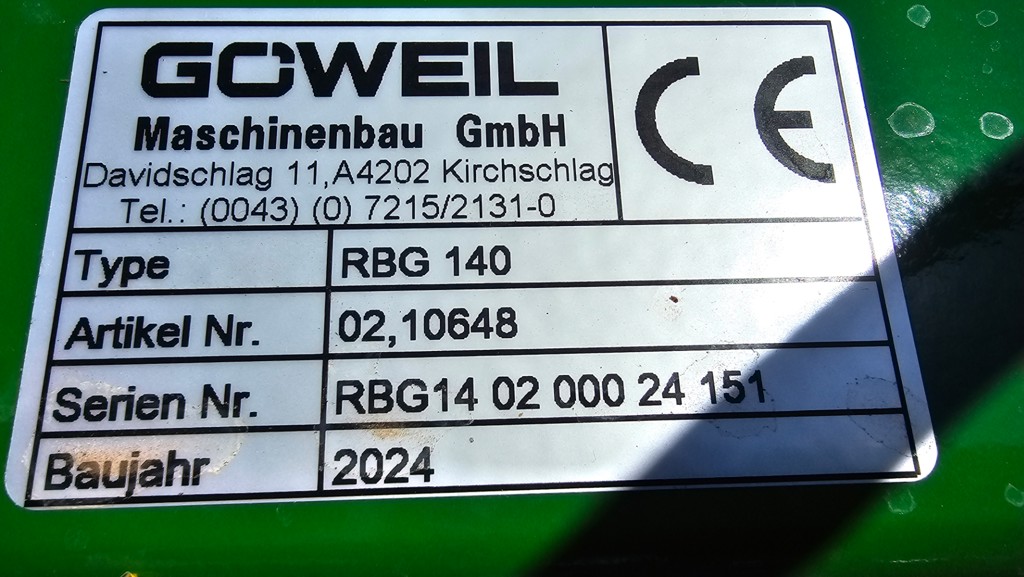 GÖWEIL
Maschinenbau GmbH
Davidschlag 11,A4202 Kirchschlag
Tel.: (0043) (0) 7215/2131-0
CE
Type RBG 140
Artikel Nr. 02,10648
Serien Nr. RBG14 02 000 24 151
Baujahr 2024